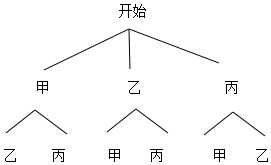 开始
甲 乙 丙
乙 丙 甲 丙 甲 乙